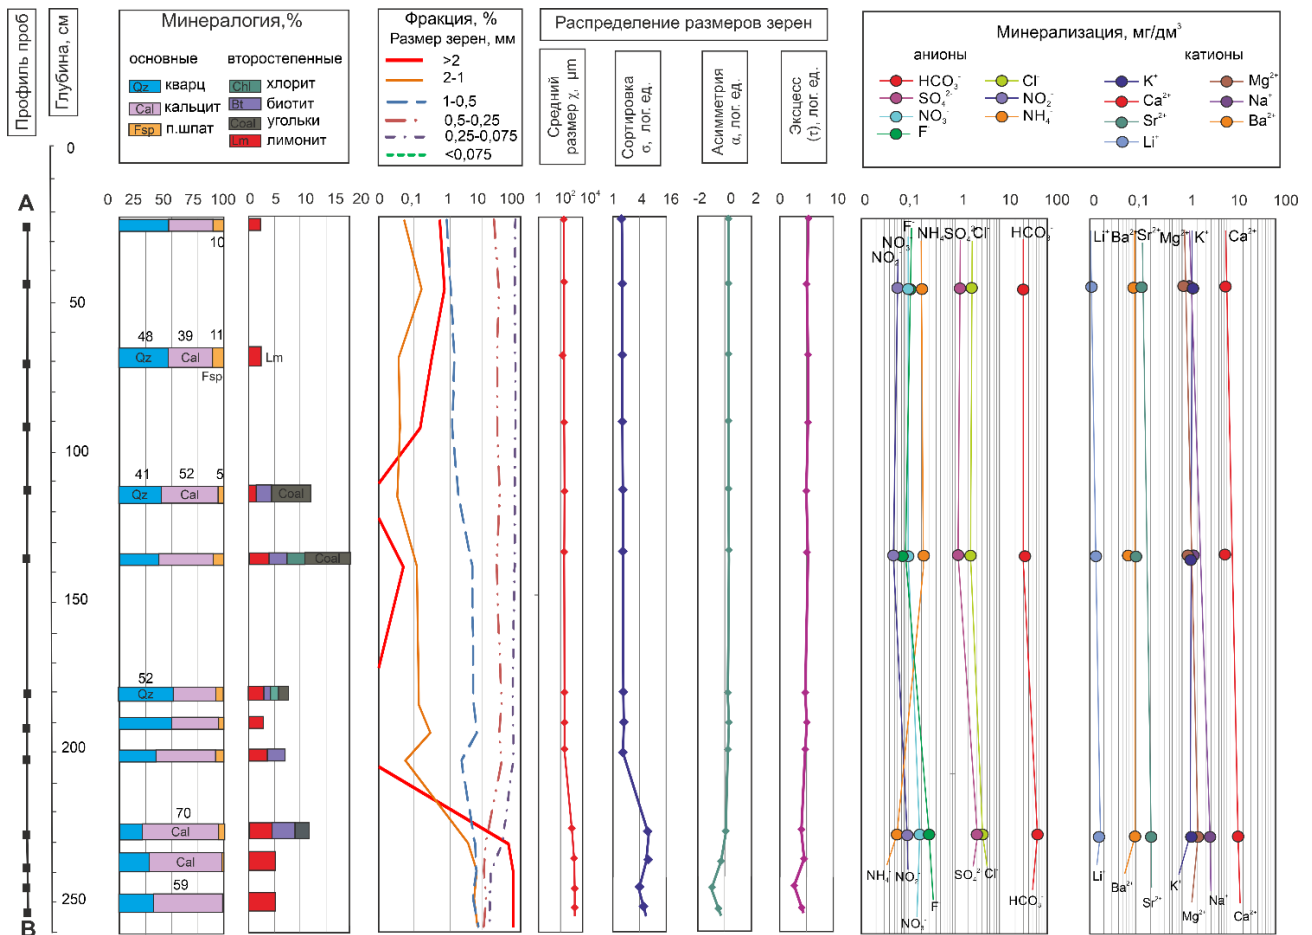 Профиль проб
Глубина, см
Минералогия,%
основные
второстепенные
Qz кварц
Cal кальцит
Fsp п.шпат
Chl хлорит
Bt биотит
Coal угольки
Lm лимонит
Фракция, %
Размер зерен, мм
>2
2-1
1-0,5
0,5-0,25
0,25-0,075
<0,075
Распределение размеров зерен
Средний размер χ, μm
Сортировка σ, лог. ед.
Асимметрия α, лог. ед.
Эксцесс (τ), лог. ед.
Минерализация, мг/дм³
анионы
катионы
HCO₃⁻
SO₄²⁻
NO₃⁻
F⁻
Cl⁻
NO₂⁻
NH₄⁻
K⁺
Ca²⁺
Sr²⁺
Li⁺
Mg²⁺
Na⁺
Ba²⁺
0
50
100
150
200
250
A
B
0 25 50 75 100
0 5 10 15 20
0 0,1 1 10 100
1 10² 10⁴
1 4 16
-2 0 2
0 1 2
0 0,1 1 10 100
0 0,1 1 10 100
10
48 39 11
Qz Cal
Fsp
Lm
41 52 5
Qz Cal
Coal
Coal
52
Qz
70
Cal
Cal
59
F⁻
NO₃⁻
NO₂⁻
NH₄⁻
SO₄²⁻
Cl⁻
HCO₃⁻
Li⁺
Ba²⁺
Sr²⁺
Mg²⁺
K⁺
Ca²⁺
NH₄⁻
NO₂⁻
NO₃⁻
F⁻
SO₄²⁻
Cl⁻
HCO₃⁻
Li⁺
Ba²⁺
Sr²⁺
K⁺
Mg²⁺
Na⁺
Ca²⁺